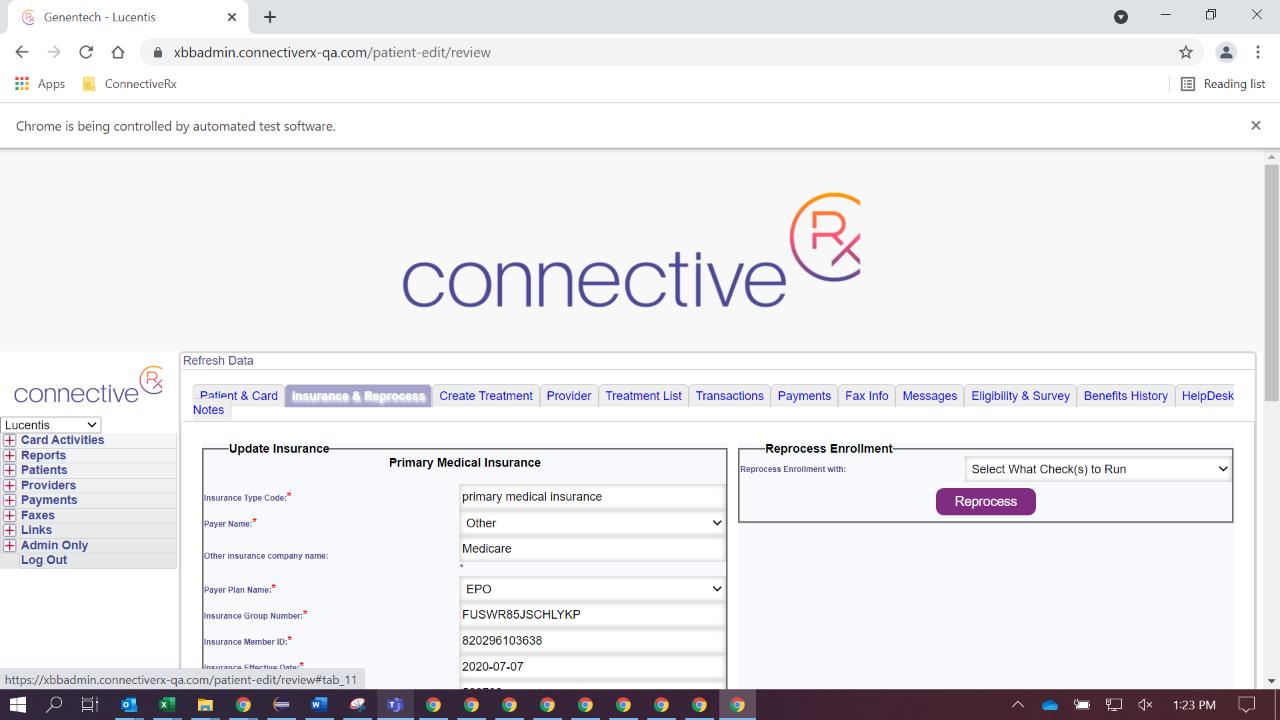 Genentech - Lucentis
xbbadmin.connectiverx-qa.com/patient-edit/review
Apps ConnectiveRx Reading list
Chrome is being controlled by automated test software.
connective Rx
connective Rx
Refresh Data
Patient & Card Insurance & Reprocess Create Treatment Provider Treatment List Transactions Payments Fax Info Messages Eligibility & Survey Benefits History HelpDesk
Notes
Lucentis
Card Activities
Reports
Patients
Providers
Payments
Faxes
Links
Admin Only
Log Out
Update Insurance
Primary Medical Insurance
Insurance Type Code:* primary medical insurance
Payer Name:* Other
Other insurance company name: Medicare
*
Payer Plan Name:* EPO
Insurance Group Number:* FUSWR85JSCHLYKP
Insurance Member ID:* 820296103638
Insurance Effective Date:* 2020-07-07
Reprocess Enrollment
Reprocess Enrollment with: Select What Check(s) to Run
Reprocess
https://xbbadmin.connectiverx-qa.com/patient-edit/review#tab_11
1:23 PM